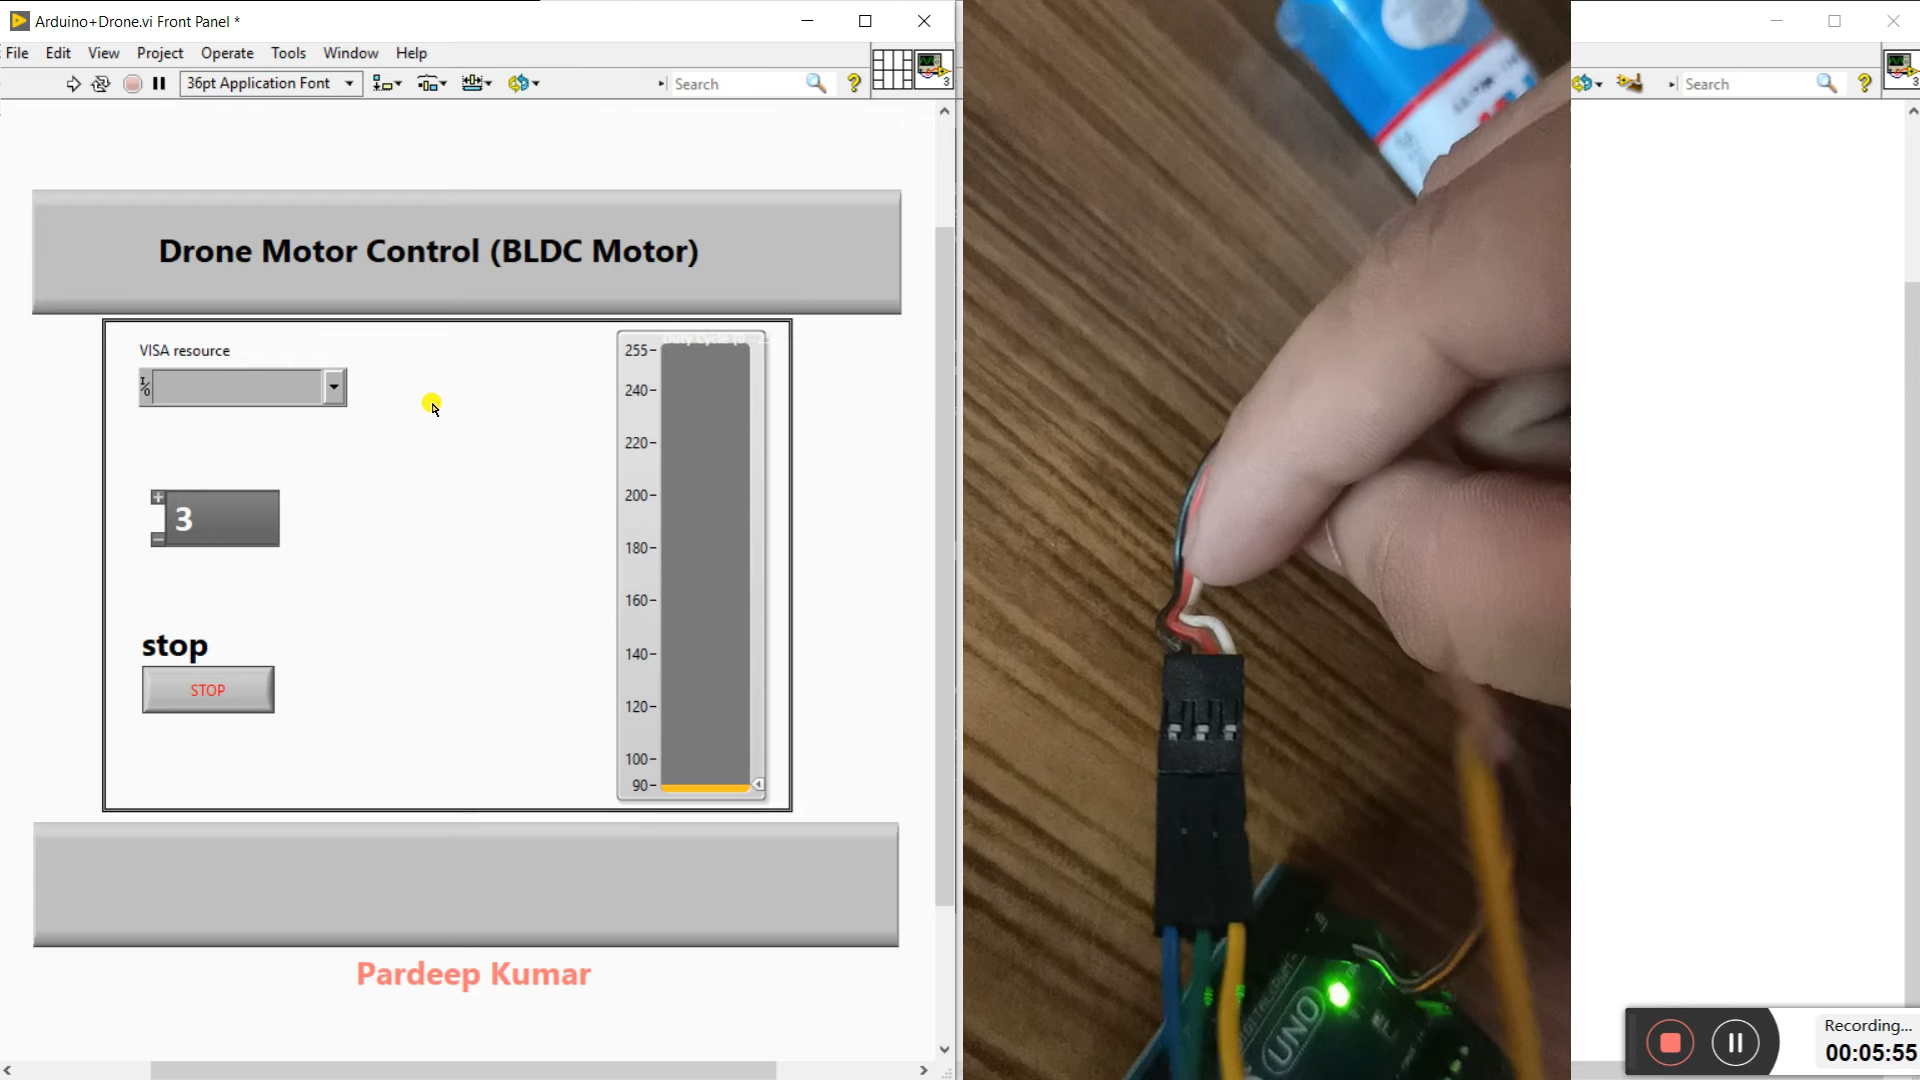 Arduino+Drone.vi Front Panel *
File Edit View Project Operate Tools Window Help
36pt Application Font
Search
3
Search
3
Drone Motor Control (BLDC Motor)
VISA resource
3
stop
STOP
255
240
220
200
180
160
140
120
100
90
Pardeep Kumar
UNO
Recording...
00:05:55